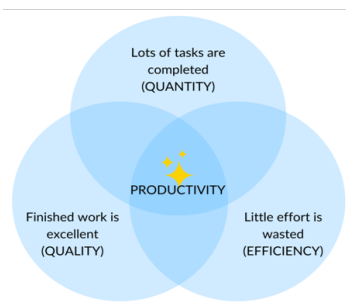 Lots of tasks are
completed
(QUANTITY)
PRODUCTIVITY
Finished work is
excellent
(QUALITY)
Little effort is
wasted
(EFFICIENCY)